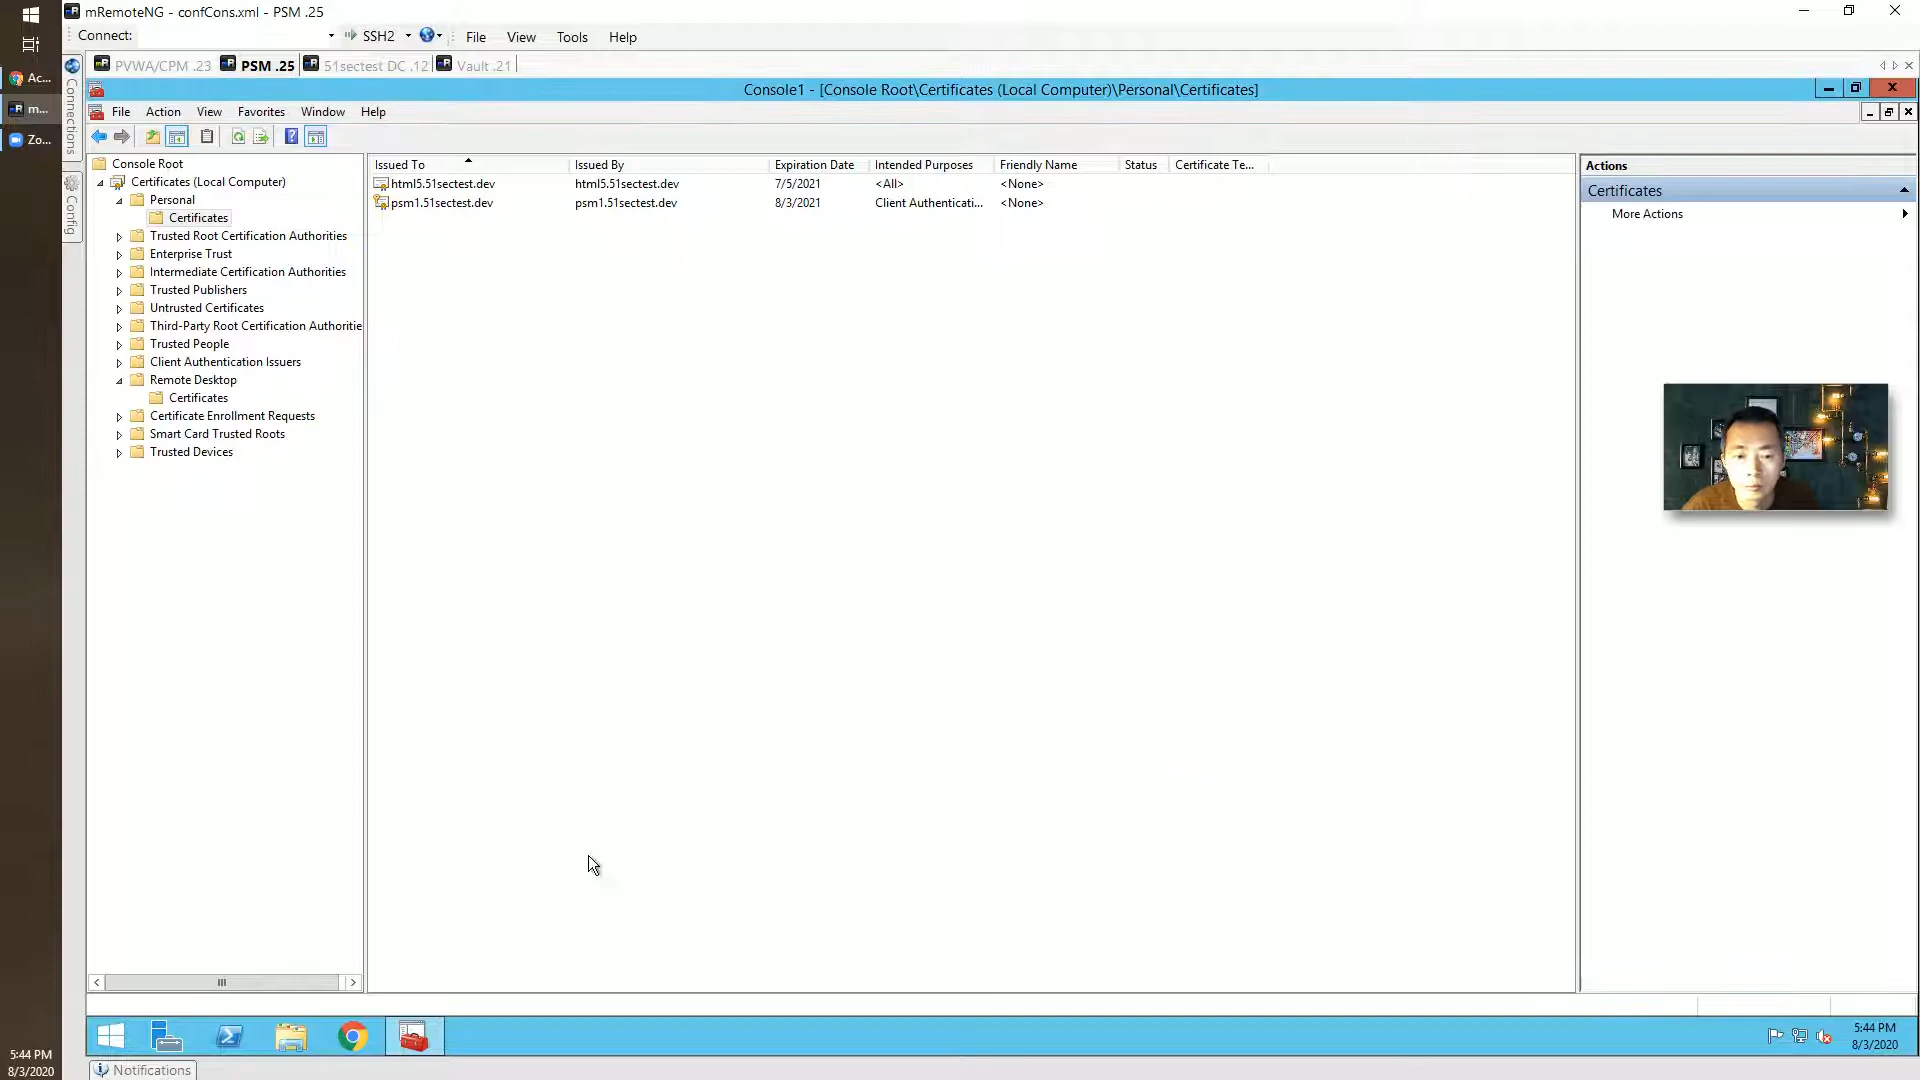 mRemoteNG - confCons.xml - PSM .25
Connect:
SSH2
File View Tools Help
Ac...
m...
Zo...
Connections
Config
PVWA/CPM .23
PSM .25
51sectest DC .12
Vault .21
Console1 - [Console Root\Certificates (Local Computer)\Personal\Certificates]
File Action View Favorites Window Help
Console Root
Certificates (Local Computer)
Personal
Certificates
Trusted Root Certification Authorities
Enterprise Trust
Intermediate Certification Authorities
Trusted Publishers
Untrusted Certificates
Third-Party Root Certification Authoritie
Trusted People
Client Authentication Issuers
Remote Desktop
Certificates
Certificate Enrollment Requests
Smart Card Trusted Roots
Trusted Devices
Issued To Issued By Expiration Date Intended Purposes Friendly Name Status Certificate Te...
html5.51sectest.dev html5.51sectest.dev 7/5/2021 <All> <None>
psm1.51sectest.dev psm1.51sectest.dev 8/3/2021 Client Authenticati... <None>
Actions
Certificates
More Actions
5:44 PM
8/3/2020
5:44 PM
8/3/2020
Notifications